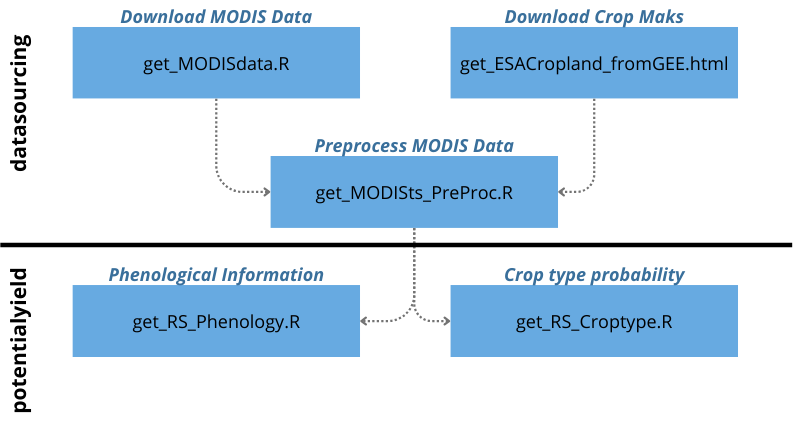 Download MODIS Data
Download Crop Maks
get_MODISdata.R
get_ESACropland_fromGEE.html
datasourcing
Preprocess MODIS Data
get_MODISts_PreProc.R
Phenological Information
Crop type probability
get_RS_Phenology.R
get_RS_Croptype.R
potentialyield